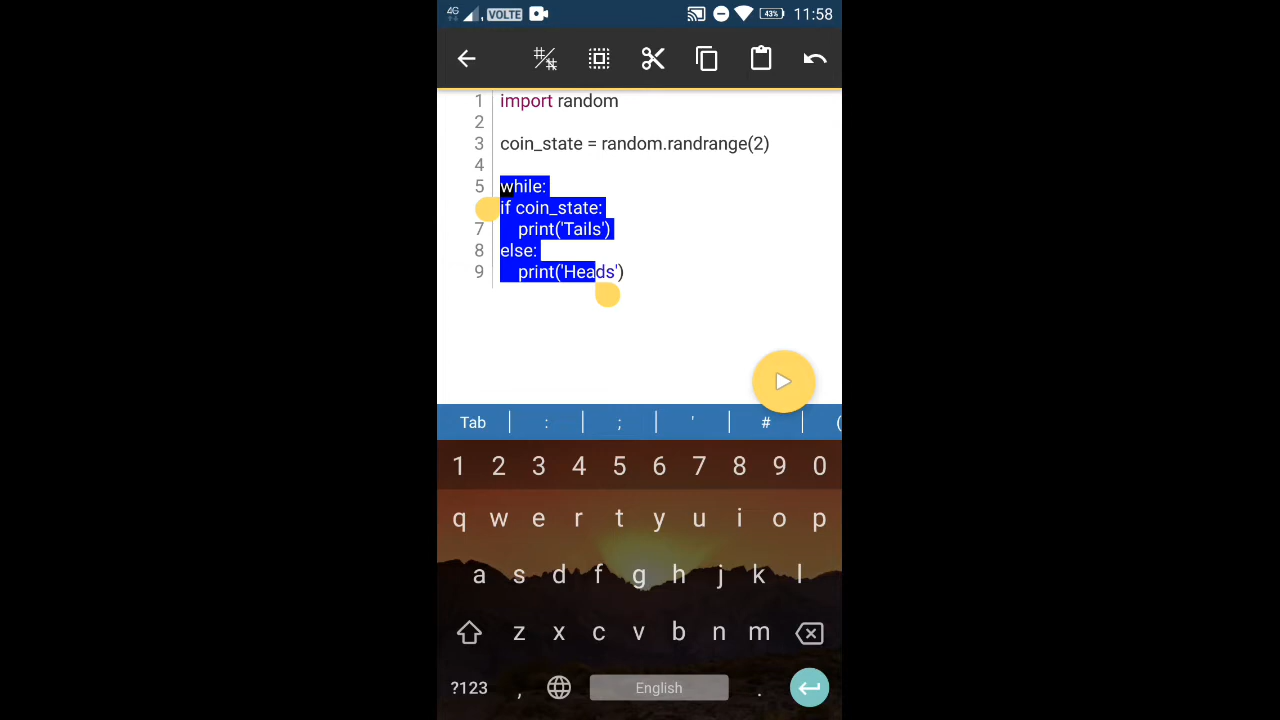 4G VOLTE 43% 11:58
1 import random
2
3 coin_state = random.randrange(2)
4
5 while:
if coin_state:
7 print('Tails')
8 else:
9 print('Heads')
Tab : ; ' # (
1 2 3 4 5 6 7 8 9 0
q w e r t y u i o p
a s d f g h j k l
z x c v b n m
?123 , English .